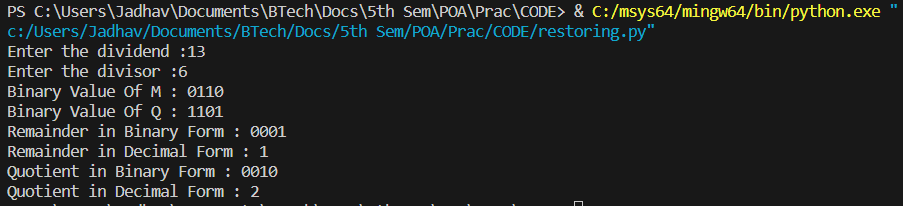 PS C:\Users\Jadhav\Documents\BTech\Docs\5th Sem\POA\Prac\CODE> & C:/msys64/mingw64/bin/python.exe "
c:/Users/Jadhav/Documents/BTech/Docs/5th Sem/POA/Prac/CODE/restoring.py"
Enter the dividend :13
Enter the divisor :6
Binary Value Of M : 0110
Binary Value Of Q : 1101
Remainder in Binary Form : 0001
Remainder in Decimal Form : 1
Quotient in Binary Form : 0010
Quotient in Decimal Form : 2